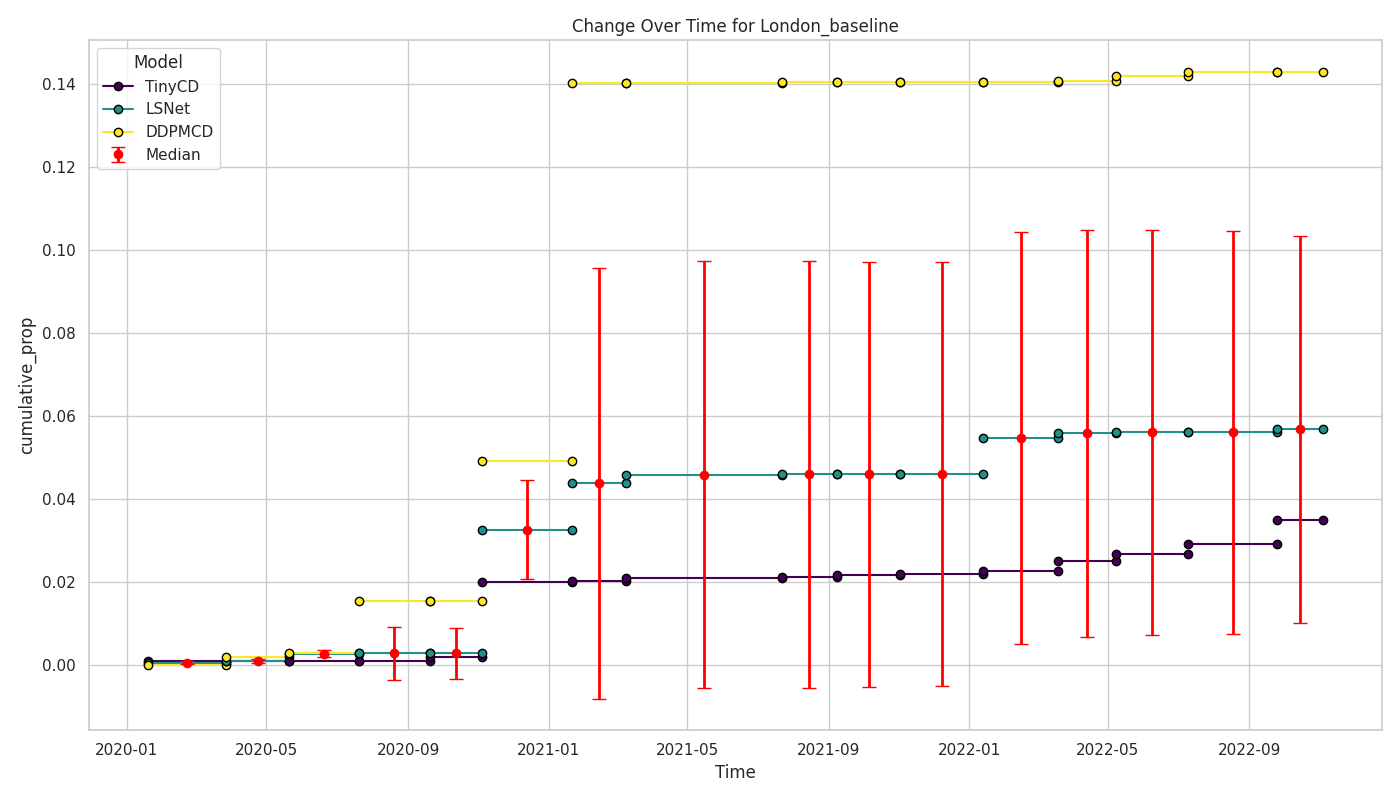 Change Over Time for London_baseline
Model
TinyCD
LSNet
DDPMCD
Median
cumulative_prop
0.14
0.12
0.10
0.08
0.06
0.04
0.02
0.00
2020-01
2020-05
2020-09
2021-01
2021-05
2021-09
2022-01
2022-05
2022-09
Time